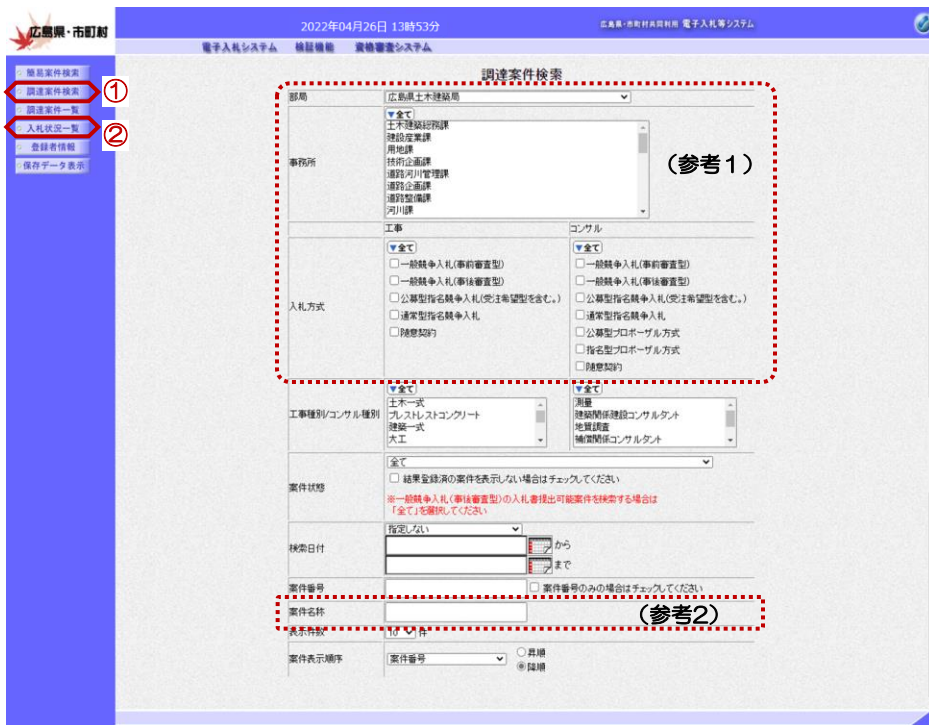 広島県・市町村
2022年04月26日 13時53分
広島県・市町村共同利用 電子入札等システム
電子入札システム 検証機能 資格審査システム
簡易案件検索
調達案件検索
①
調達案件一覧
入札状況一覧
②
登録者情報
保存データ表示
調達案件検索
部局
広島県土木建築局
事務所
▼全て
土木建築総務課
建設産業課
用地課
技術企画課
道路河川管理課
道路企画課
道路整備課
河川課
(参考1)
工事 コンサル
入札方式
▼全て ▼全て
一般競争入札(事前審査型) 一般競争入札(事前審査型)
一般競争入札(事後審査型) 一般競争入札(事後審査型)
公募型指名競争入札(受注希望型を含む。) 公募型指名競争入札(受注希望型を含む。)
通常型指名競争入札 通常型指名競争入札
随意契約 公募型プロポーザル方式
指名型プロポーザル方式
随意契約
工事種別/コンサル種別
▼全て ▼全て
土木一式 測量
プレストレストコンクリート 建築関係建設コンサルタント
建築一式 地質調査
大工 補償関係コンサルタント
案件状態
全て
結果登録済の案件を表示しない場合はチェックしてください
※一般競争入札(事後審査型)の入札書提出可能案件を検索する場合は
「全て」を選択してください
検索日付
指定しない
から
まで
案件番号
案件番号のみの場合はチェックしてください
案件名称
(参考2)
表示件数
10 件
案件表示順序
案件番号
昇順
降順